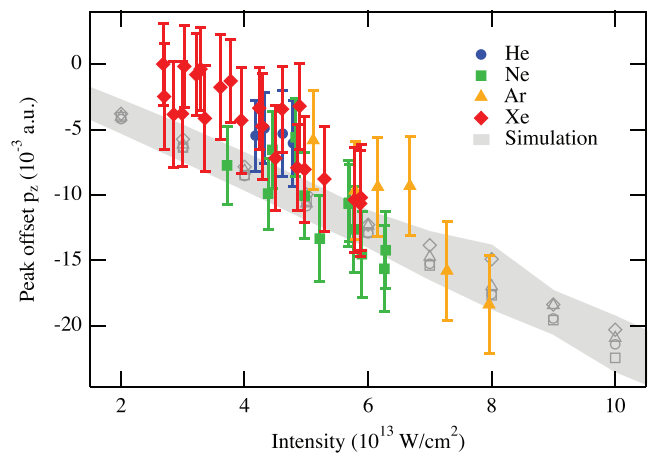 He
Ne
Ar
Xe
Simulation
0
-5
-10
-15
-20
Peak offset p_z (10^-3 a.u.)
2
4
6
8
10
Intensity (10^13 W/cm^2)